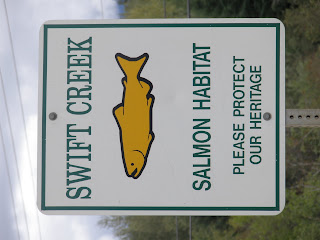 SWIFT CREEK
SALMON HABITAT
PLEASE PROTECT
OUR HERITAGE